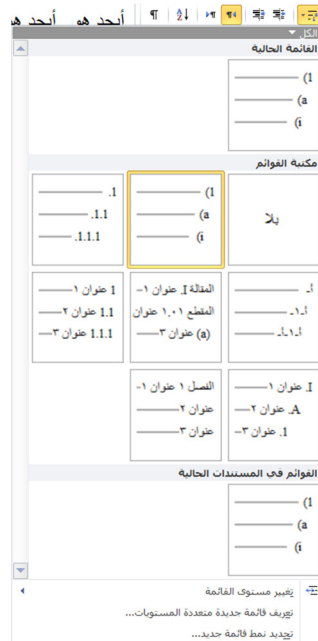 أبجد هو أبجد هو
الكل
القائمة الحالية
1)
a)
i)
مكتبة القوائم
بلا
1)
a)
i)
1.
1.1.
1.1.1.
أ-
أ-١-
أ-١-أ-
المقالة I. عنوان ١-
المقطع ١.٠١ عنوان
(a) عنوان ٣
1 عنوان ١
1.1 عنوان ٢
1.1.1 عنوان ٣
I. عنوان ١
A. عنوان ٢
1. عنوان ٣-
الفصل ١ عنوان ١-
عنوان ٢
عنوان ٣
القوائم في المستندات الحالية
1)
a)
i)
تغيير مستوى القائمة
تعريف قائمة جديدة متعددة المستويات...
تحديد نمط قائمة جديد...